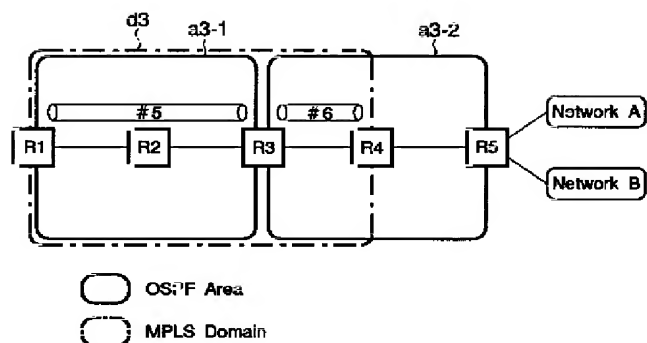 d3
a3-1
a3-2
#5
#6
R1
R2
R3
R4
R5
Network A
Network B
OSPF Area
MPLS Domain